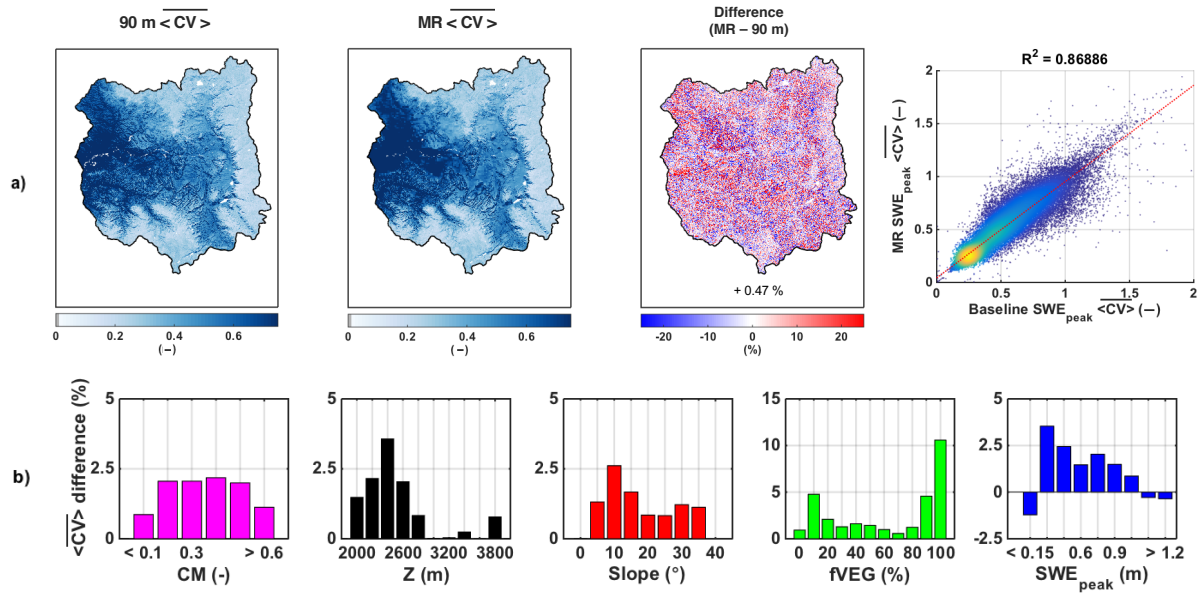 90 m <CV>
MR <CV>
Difference
(MR – 90 m)
R² = 0.86886
a)
+ 0.47 %
2
1.5
1
0.5
0
MR SWEpeak <CV> (—)
0 0.5 1 1.5 2
Baseline SWEpeak <CV> (—)
0 0.2 0.4 0.6
(–)
0 0.2 0.4 0.6
(–)
-20 -10 0 10 20
(%)
b)
<CV> difference (%)
5
2.5
0
< 0.1 0.3 > 0.6
CM (-)
5
2.5
0
2000 2600 3200 3800
Z (m)
5
2.5
0
0 10 20 30 40
Slope (°)
15
10
5
0
0 20 40 60 80 100
fVEG (%)
5
2.5
0
-2.5
< 0.15 0.6 0.9 > 1.2
SWEpeak (m)